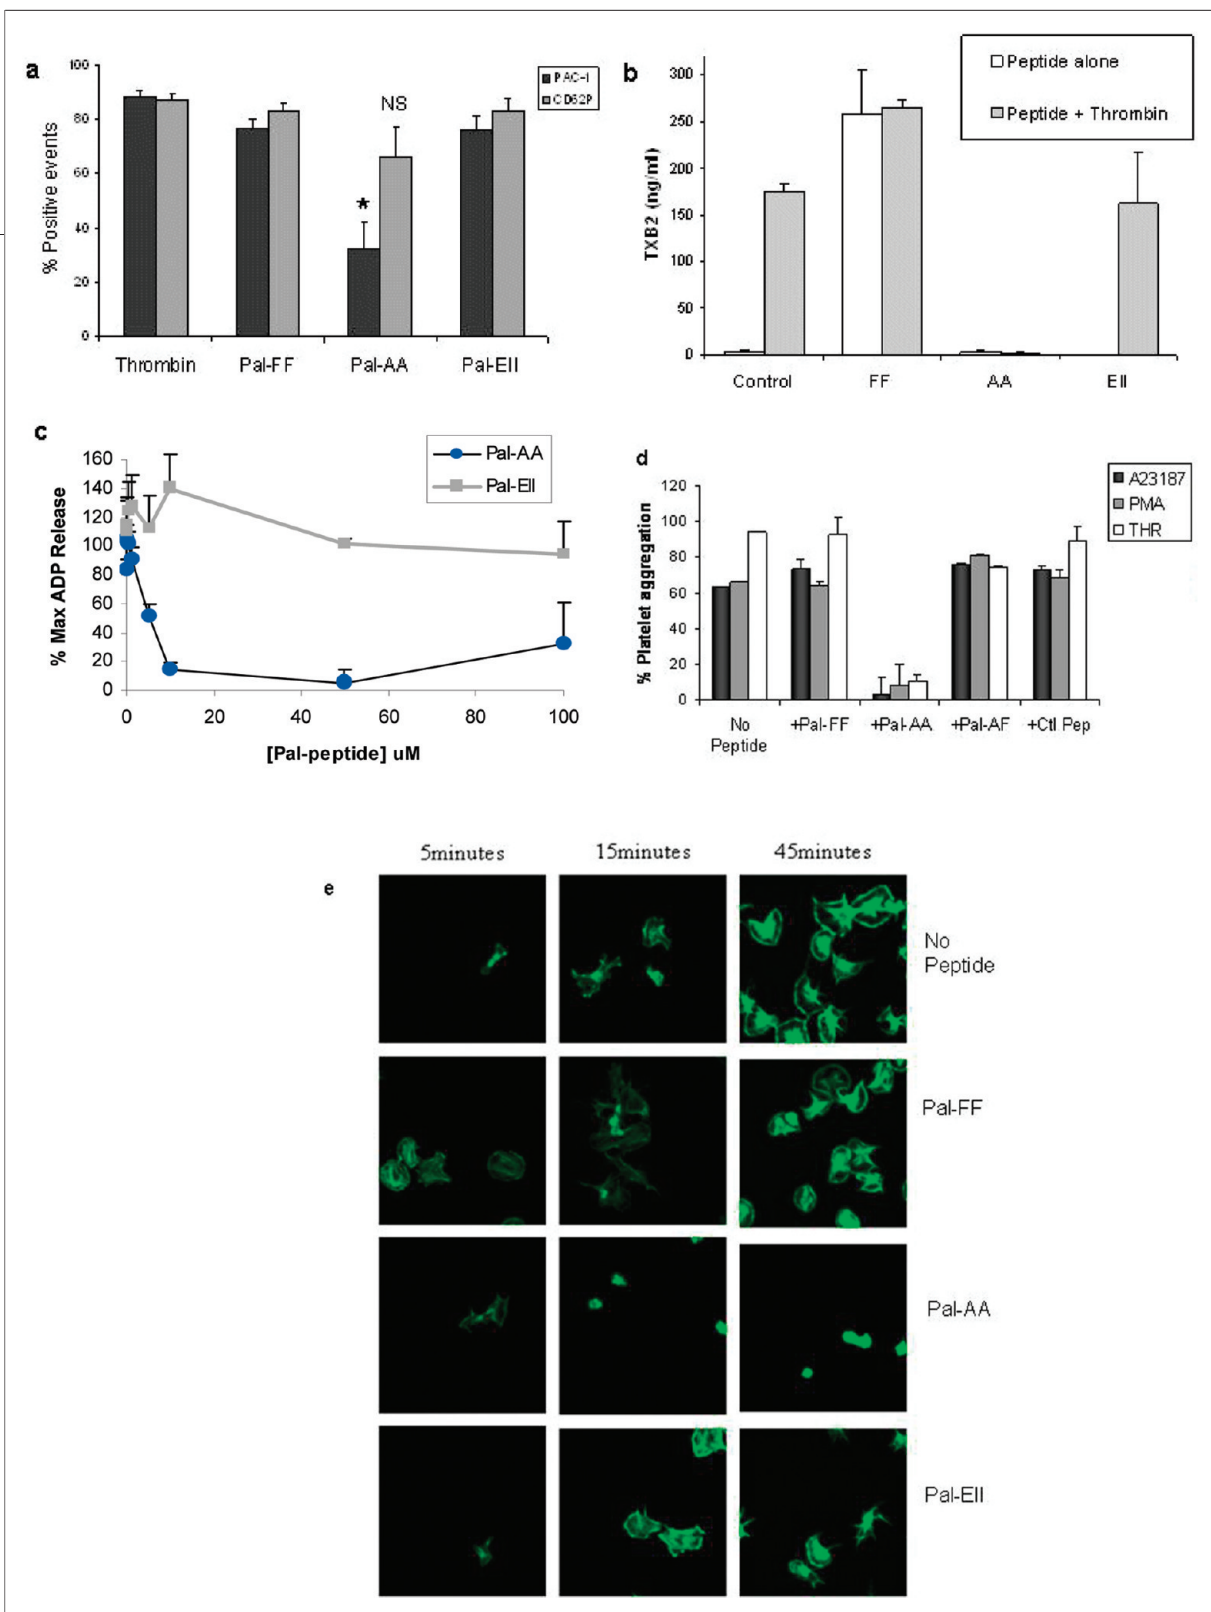 a
100
80
60
40
20
0
% Positive events
PAC-1
CD62P
NS
*
Thrombin Pal-FF Pal-AA Pal-EII
b
Peptide alone
Peptide + Thrombin
300
250
200
150
100
50
0
TXB2 (ng/ml)
Control FF AA EII
c
Pal-AA
Pal-EII
160
140
120
100
80
60
40
20
0
% Max ADP Release
0 20 40 60 80 100
[Pal-peptide] uM
d
A23187
PMA
THR
120
100
80
60
40
20
0
% Platelet aggregation
No Peptide +Pal-FF +Pal-AA +Pal-AF +Ctl Pep
e
5minutes 15minutes 45minutes
No
Peptide
Pal-FF
Pal-AA
Pal-EII